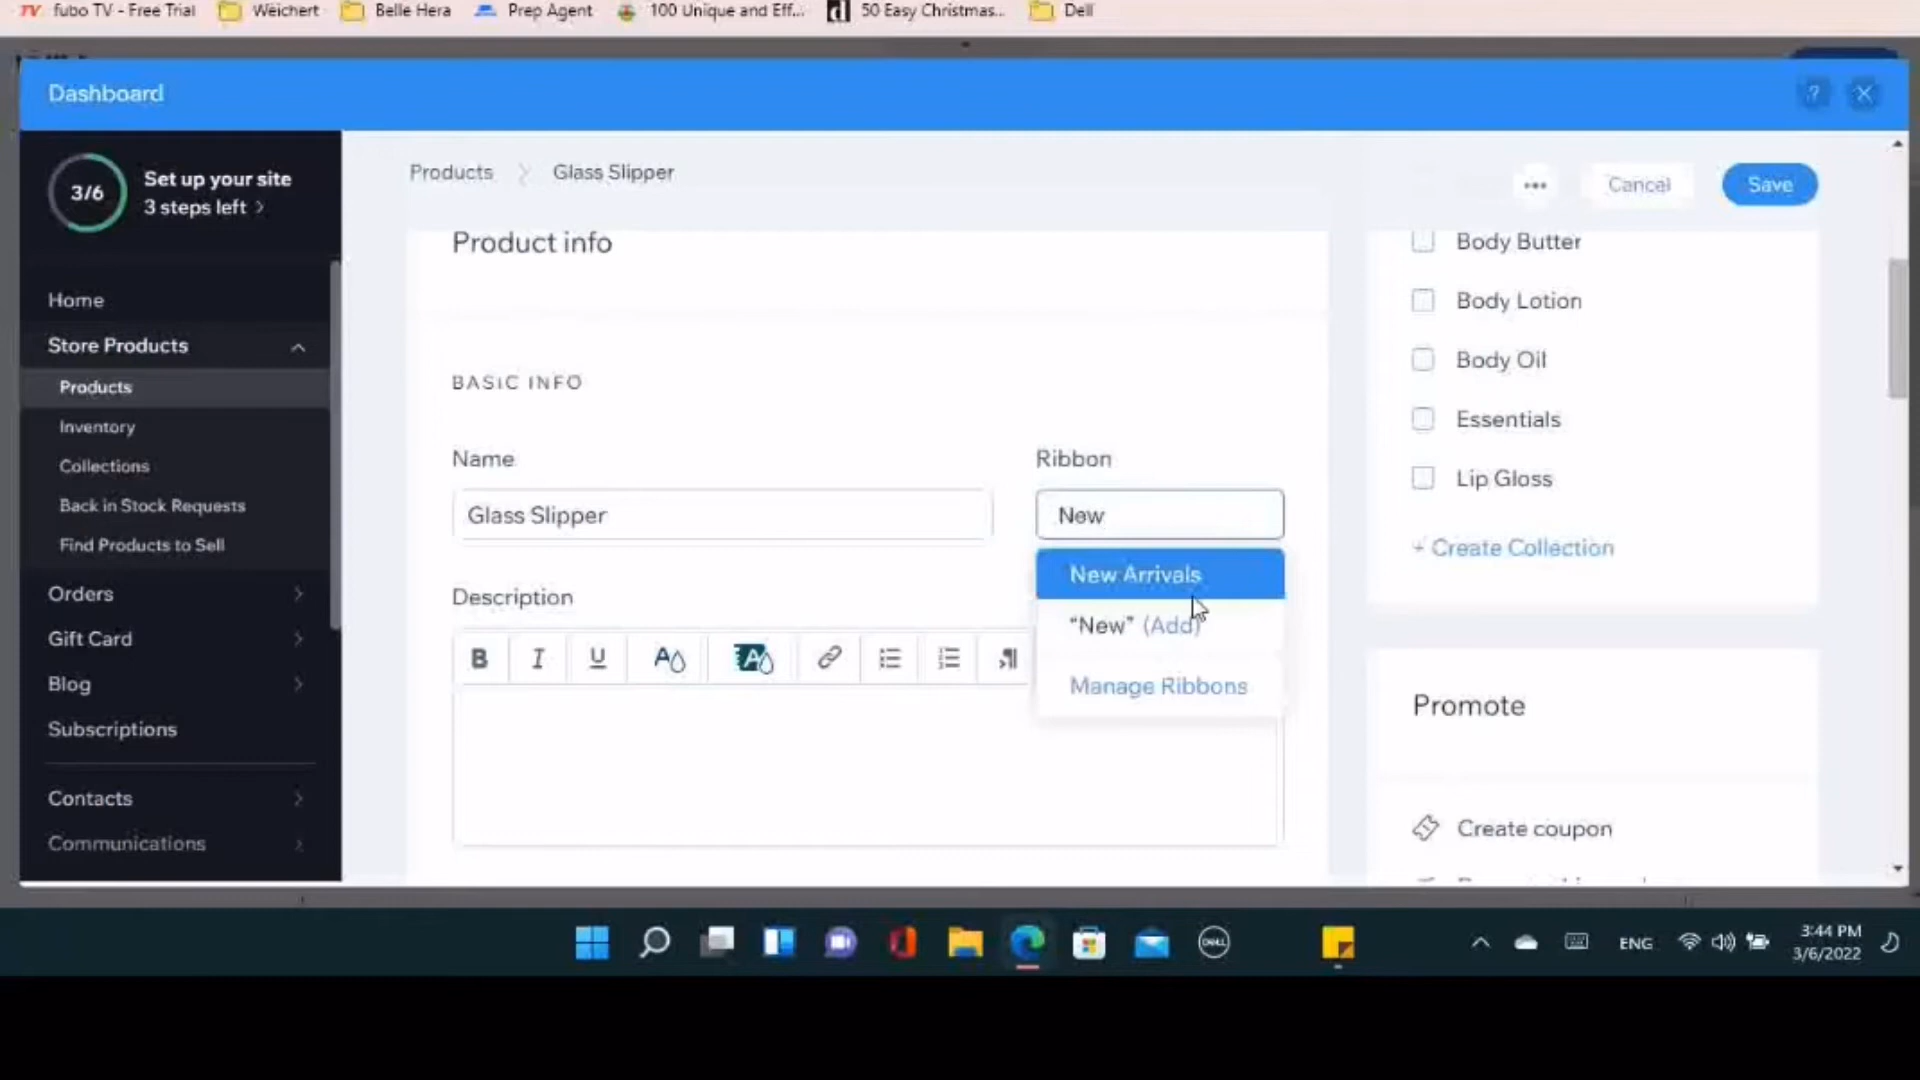 fubo TV - Free Trial Weichert Belle Hera Prep Agent 100 Unique and Eff... 50 Easy Christmas... Dell
Dashboard ?
3/6 Set up your site
3 steps left >
Products > Glass Slipper
... Cancel Save
Home
Store Products
Products
Inventory
Collections
Back in Stock Requests
Find Products to Sell
Orders
Gift Card
Blog
Subscriptions
Contacts
Communications
Product info
BASIC INFO
Name
Glass Slipper
Ribbon
New
New Arrivals
"New" (Add)
Manage Ribbons
Description
B I U A A
Body Butter
Body Lotion
Body Oil
Essentials
Lip Gloss
+ Create Collection
Promote
Create coupon
DELL
ENG
3:44 PM
3/6/2022